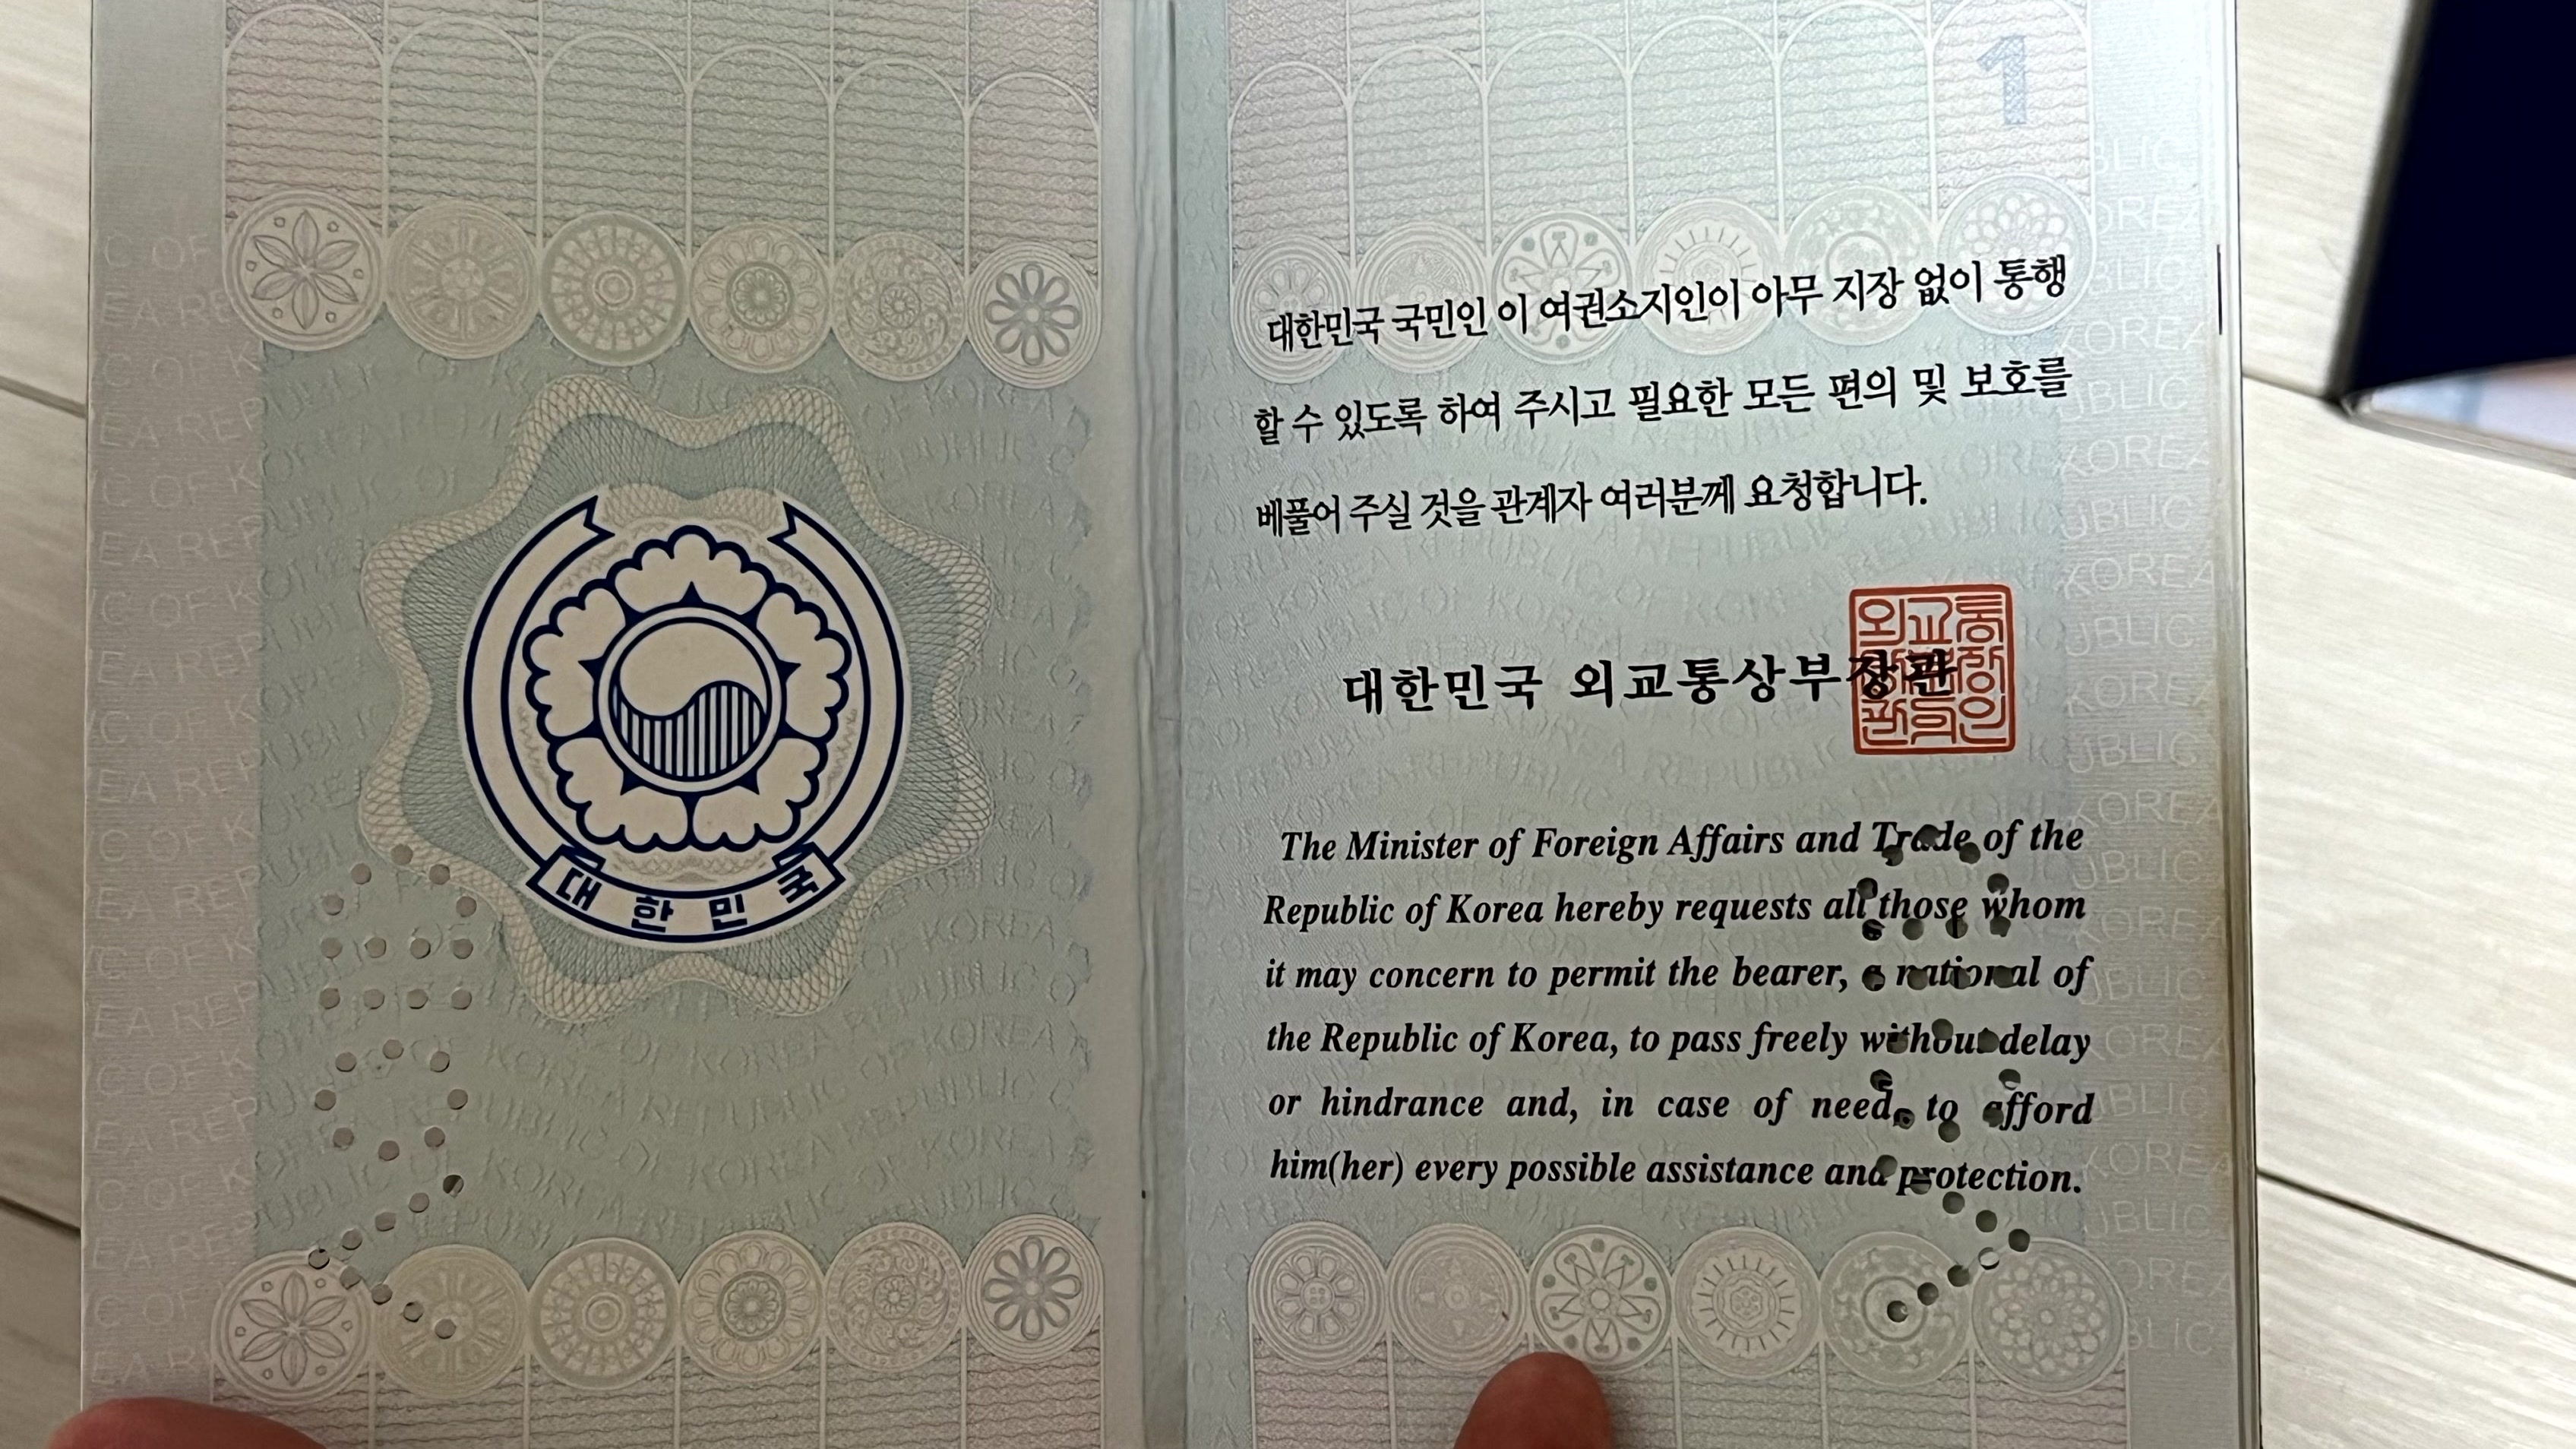 대한민국
1
대한민국 국민인 이 여권소지인이 아무 지장 없이 통행
할 수 있도록 하여 주시고 필요한 모든 편의 및 보호를
베풀어 주실 것을 관계자 여러분께 요청합니다.
대한민국 외교통상부장관
The Minister of Foreign Affairs and Trade of the
Republic of Korea hereby requests all those whom
it may concern to permit the bearer, a national of
the Republic of Korea, to pass freely without delay
or hindrance and, in case of need, to afford
him(her) every possible assistance and protection.